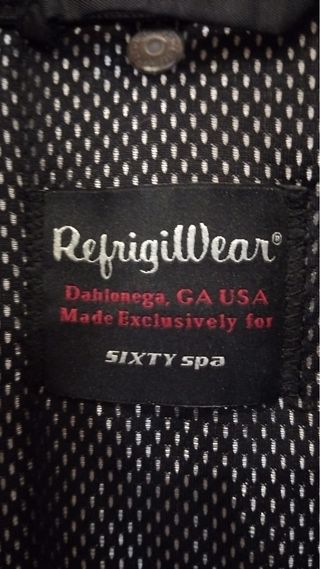 RefrigiWear®
Dahlonega, GA USA
Made Exclusively for
SIXTY spa